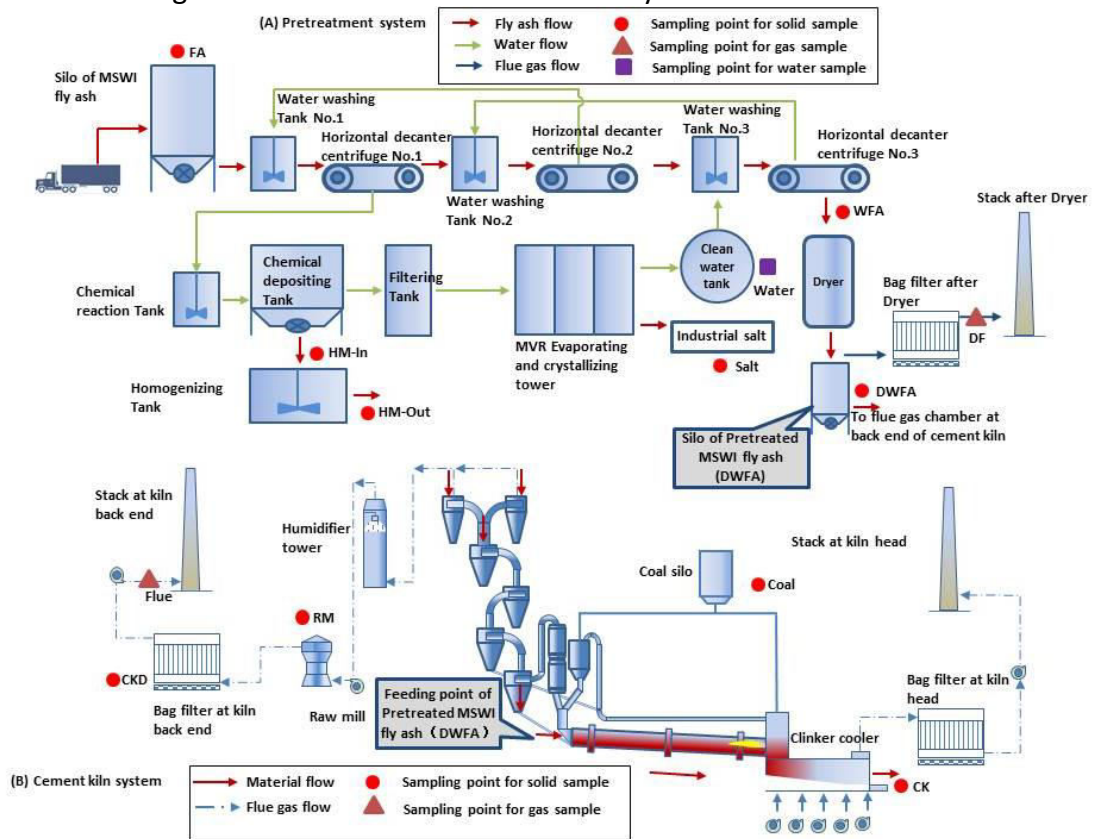 (A) Pretreatment system
Fly ash flow
Water flow
Flue gas flow
Sampling point for solid sample
Sampling point for gas sample
Sampling point for water sample
FA
Silo of MSWI
fly ash
Water washing
Tank No.1
Horizontal decanter
centrifuge No.1
Water washing
Tank No.2
Horizontal decanter
centrifuge No.2
Water washing
Tank No.3
Horizontal decanter
centrifuge No.3
WFA
Stack after Dryer
Chemical
reaction Tank
Chemical
depositing
Tank
Filtering
Tank
Clean
water
tank
Water
Dryer
Bag filter after
Dryer
DF
HM-In
Homogenizing
Tank
HM-Out
MVR Evaporating
and crystallizing
tower
Industrial salt
Salt
DWFA
To flue gas chamber at
back end of cement kiln
Silo of Pretreated
MSWI fly ash
(DWFA)
Stack at kiln
back end
Flue
CKD
Bag filter at kiln
back end
Humidifier
tower
RM
Raw mill
Feeding point of
Pretreated MSWI
fly ash (DWFA)
Coal silo
Coal
Stack at kiln head
Bag filter at kiln
head
Clinker cooler
CK
(B) Cement kiln system
Material flow
Flue gas flow
Sampling point for solid sample
Sampling point for gas sample